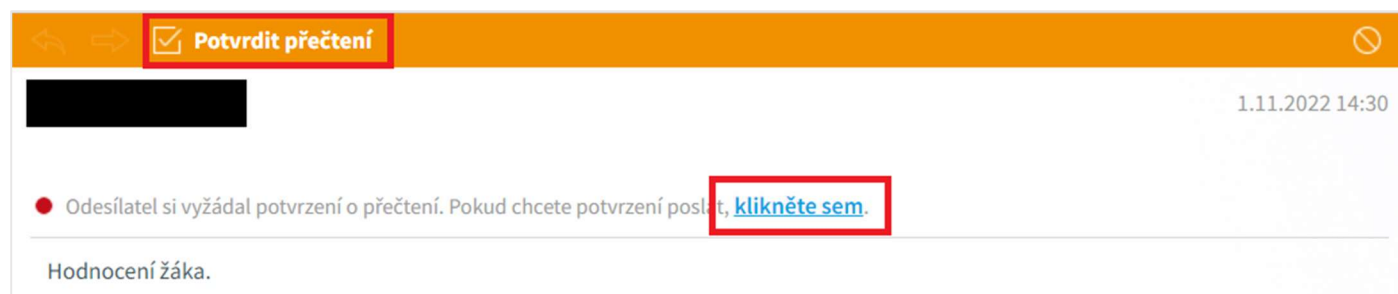 Potvrdit přečtení
1.11.2022 14:30
Odesílatel si vyžádal potvrzení o přečtení. Pokud chcete potvrzení poslat, klikněte sem.
Hodnocení žáka.